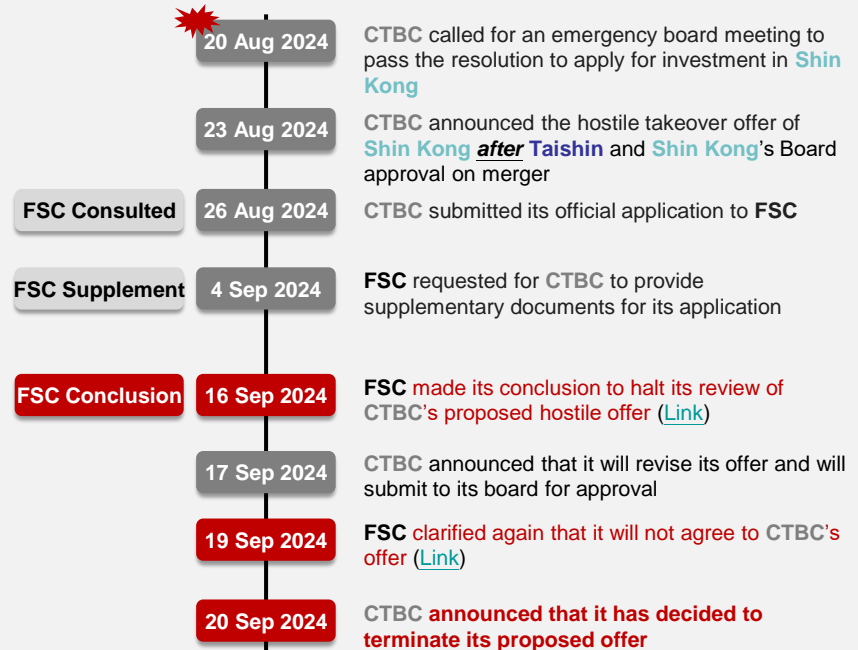 20 Aug 2024
CTBC called for an emergency board meeting to
pass the resolution to apply for investment in Shin
Kong
23 Aug 2024
CTBC announced the hostile takeover offer of
Shin Kong after Taishin and Shin Kong's Board
approval on merger
FSC Consulted
26 Aug 2024
CTBC submitted its official application to FSC
FSC Supplement
4 Sep 2024
FSC requested for CTBC to provide
supplementary documents for its application
FSC Conclusion
16 Sep 2024
FSC made its conclusion to halt its review of
CTBC's proposed hostile offer (Link)
17 Sep 2024
CTBC announced that it will revise its offer and will
submit to its board for approval
19 Sep 2024
FSC clarified again that it will not agree to CTBC's
offer (Link)
20 Sep 2024
CTBC announced that it has decided to
terminate its proposed offer